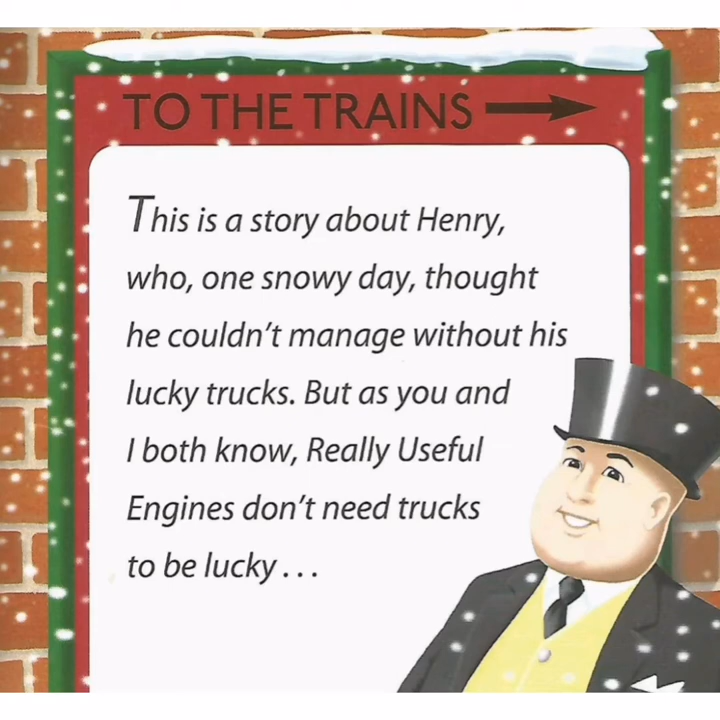 TO THE TRAINS
This is a story about Henry,
who, one snowy day, thought
he couldn't manage without his
lucky trucks. But as you and
I both know, Really Useful
Engines don't need trucks
to be lucky...